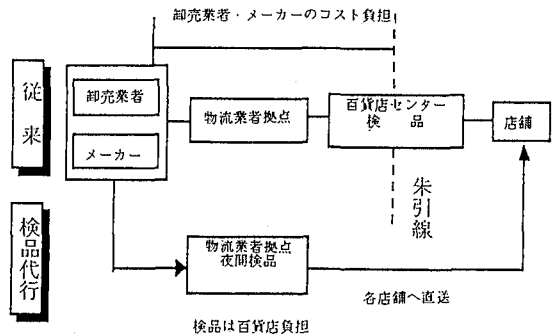 卸売業者・メーカーのコスト負担
従来
卸売業者
メーカー
物流業者拠点
百貨店センター
検 品
店舗
朱引線
検品代行
物流業者拠点
夜間検品
各店舗へ直送
検品は百貨店負担